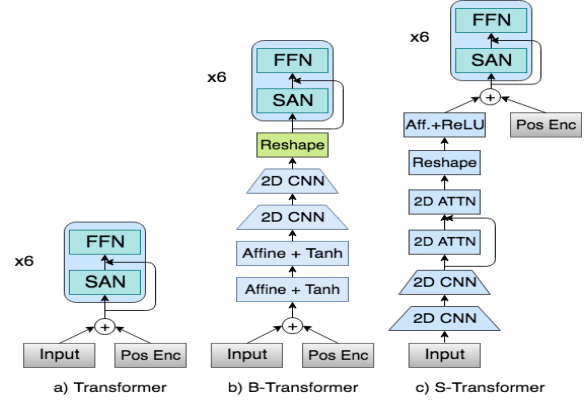 x6
FFN
SAN
+
Input
Pos Enc
a) Transformer
x6
FFN
SAN
Reshape
2D CNN
2D CNN
Affine + Tanh
Affine + Tanh
+
Input
Pos Enc
b) B-Transformer
x6
FFN
SAN
+
Aff.+ReLU
Pos Enc
Reshape
2D ATTN
2D ATTN
2D CNN
2D CNN
Input
c) S-Transformer